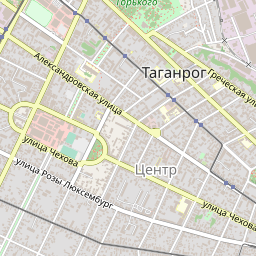 Горького
Таганрог
Греческая ул
Александровская улица
улица Чехова
Центр
улица Розы Люксембург
улица Чехова